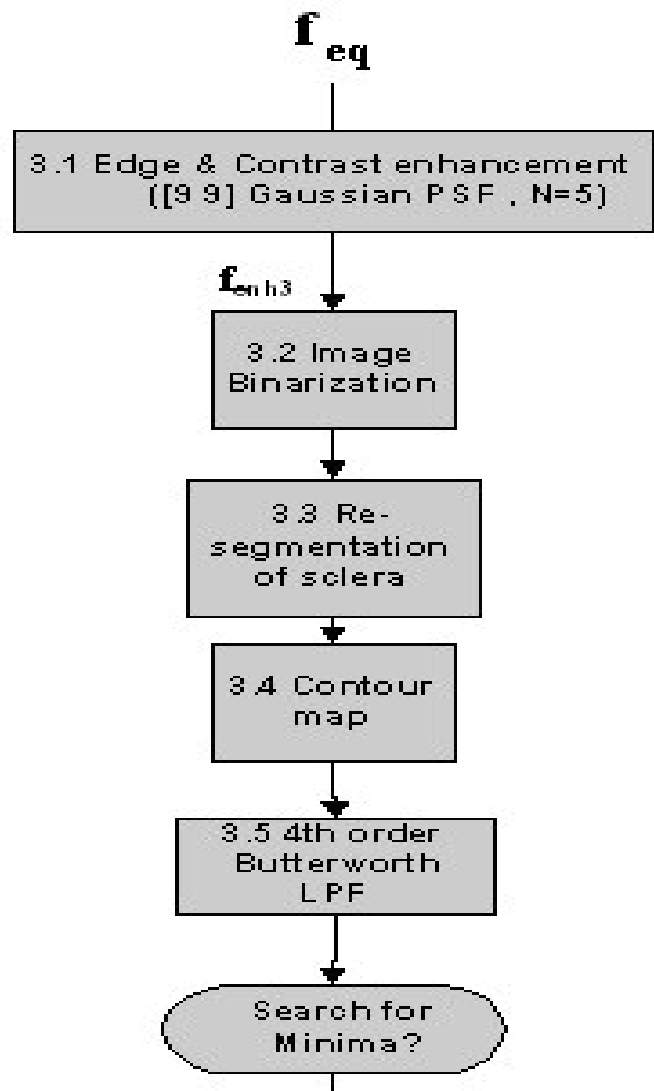 f eq
3.1 Edge & Contrast enhancement
([9 9] Gaussian PSF , N=5)
f enh3
3.2 Image
Binarization
3.3 Re-
segmentation
of sclera
3.4 Contour
map
3.5 4th order
Butterworth
LPF
Search for
Minima?